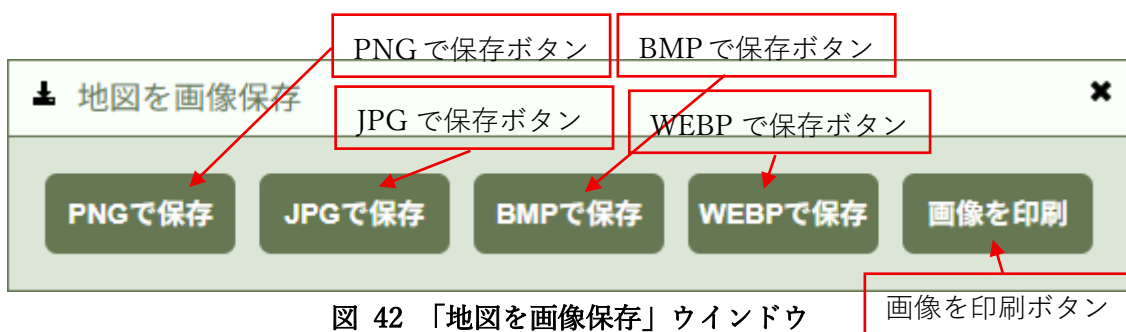 PNG で保存ボタン
BMP で保存ボタン
地図を画像保存
JPG で保存ボタン
WEBP で保存ボタン
PNGで保存
JPGで保存
BMPで保存
WEBPで保存
画像を印刷
画像を印刷ボタン
図 42 「地図を画像保存」ウインドウ